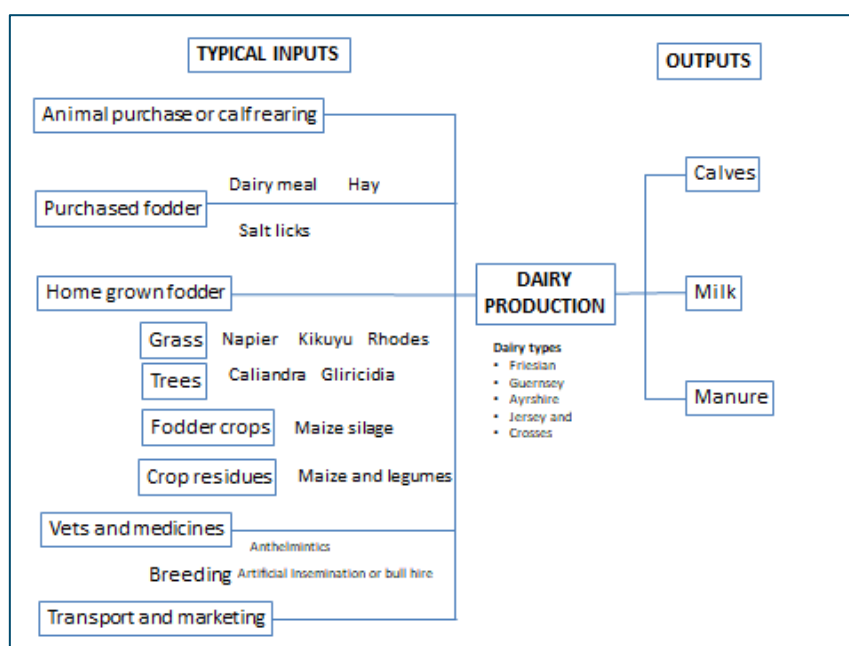 TYPICAL INPUTS
OUTPUTS
Animal purchase or calf rearing
Dairy meal Hay
Purchased fodder
Salt licks
Home grown fodder
Grass Napier Kikuyu Rhodes
Trees Caliandra Gliricidia
Fodder crops Maize silage
Crop residues Maize and legumes
Vets and medicines
Anthelmintics
Breeding Artificial Insemination or bull hire
Transport and marketing
DAIRY
PRODUCTION
Dairy types
• Friesian
• Guernsey
• Ayrshire
• Jersey and
• Crosses
Calves
Milk
Manure